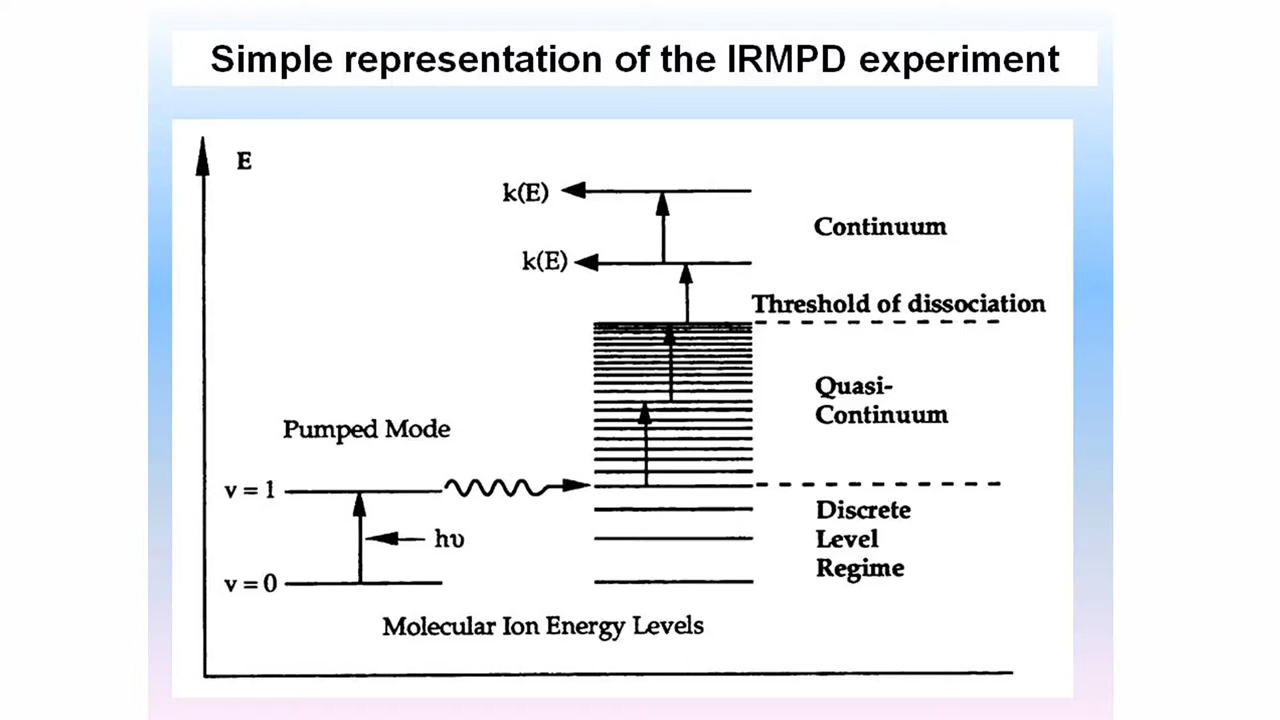 Simple representation of the IRMPD experiment
E
k(E)
Continuum
k(E)
Threshold of dissociation
Quasi-
Continuum
Pumped Mode
v = 1
Discrete
hυ
Level
Regime
v = 0
Molecular Ion Energy Levels